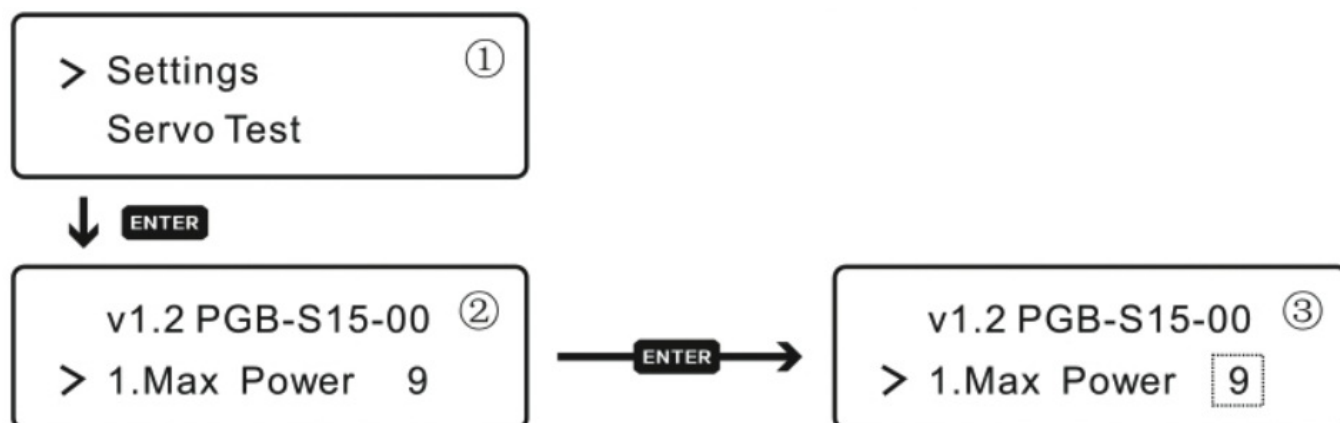 > Settings ①
Servo Test
ENTER
v1.2 PGB-S15-00 ②
> 1.Max Power 9
ENTER
v1.2 PGB-S15-00 ③
> 1.Max Power 9